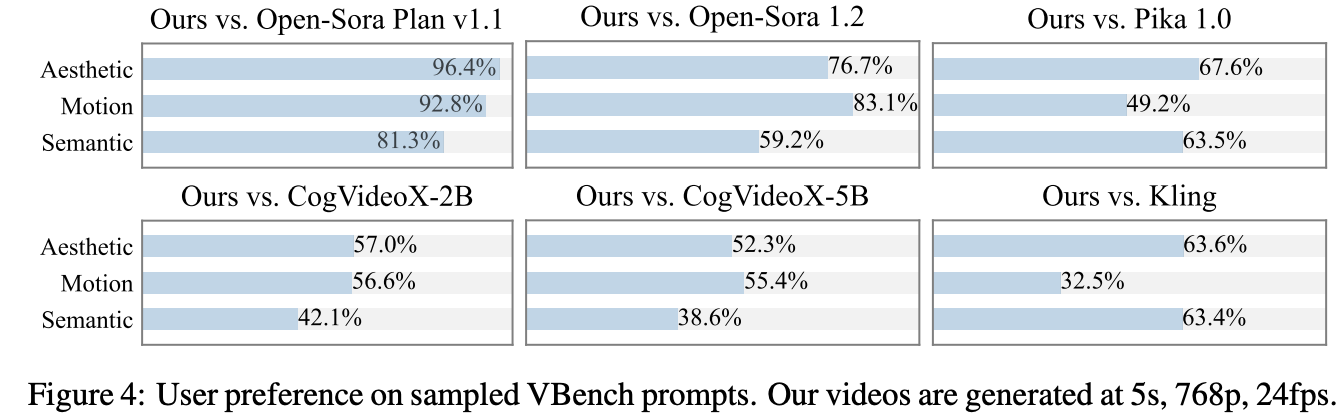 Ours vs. Open-Sora Plan v1.1
Aesthetic 96.4%
Motion 92.8%
Semantic 81.3%
Ours vs. Open-Sora 1.2
76.7%
83.1%
59.2%
Ours vs. Pika 1.0
67.6%
49.2%
63.5%
Ours vs. CogVideoX-2B
Aesthetic 57.0%
Motion 56.6%
Semantic 42.1%
Ours vs. CogVideoX-5B
52.3%
55.4%
38.6%
Ours vs. Kling
63.6%
32.5%
63.4%
Figure 4: User preference on sampled VBench prompts. Our videos are generated at 5s, 768p, 24fps.